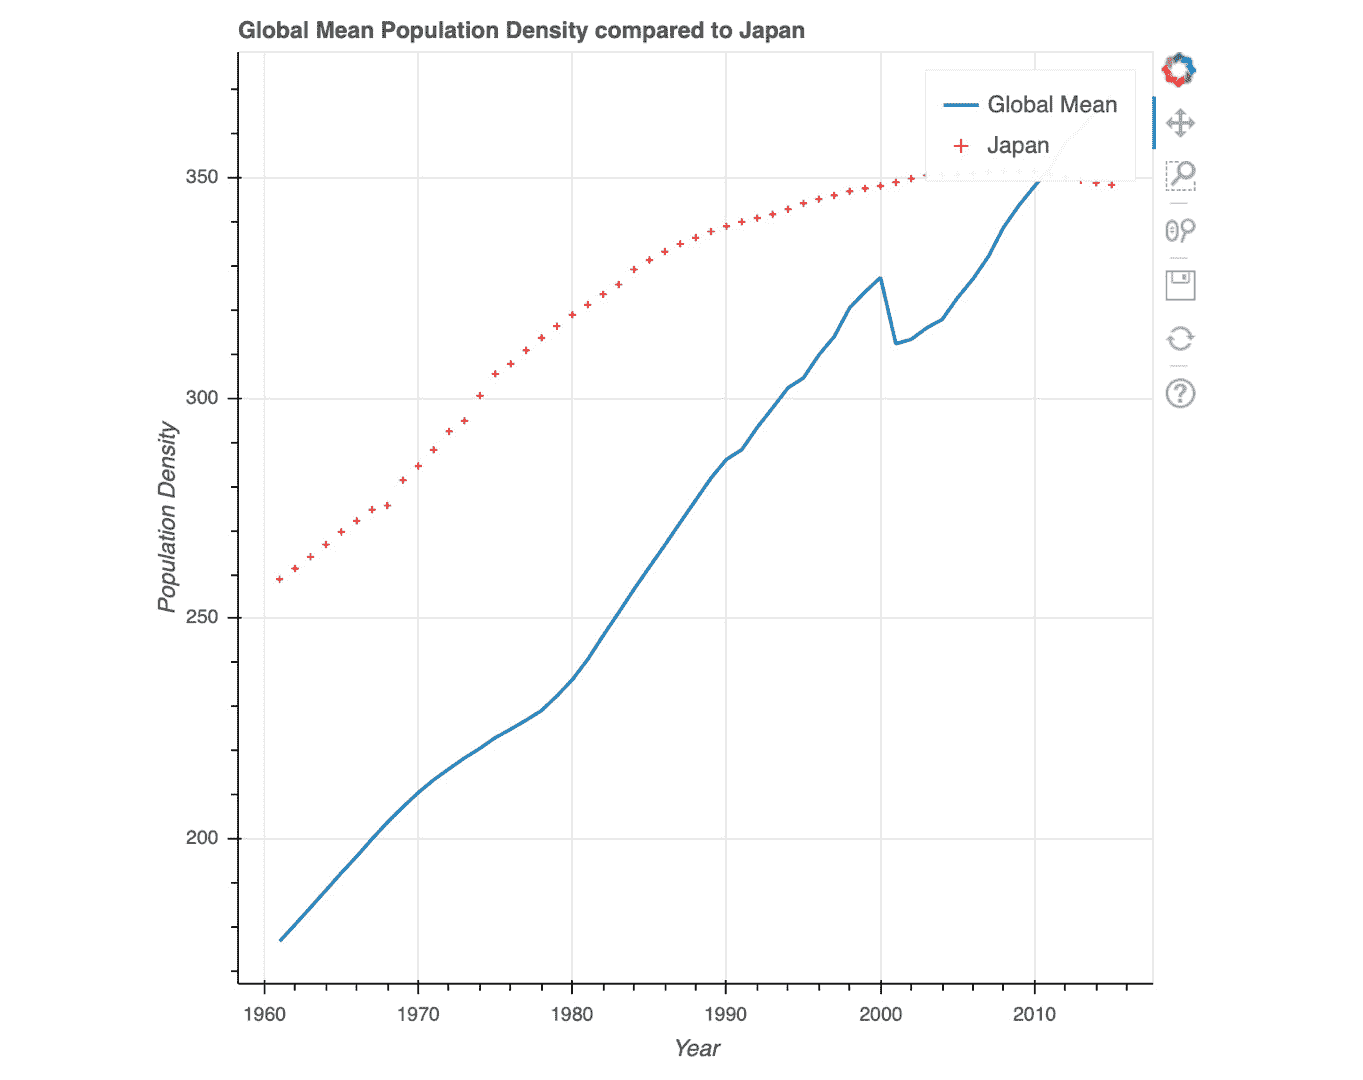 Global Mean Population Density compared to Japan
Global Mean
Japan
350
300
250
200
Population Density
1960 1970 1980 1990 2000 2010
Year